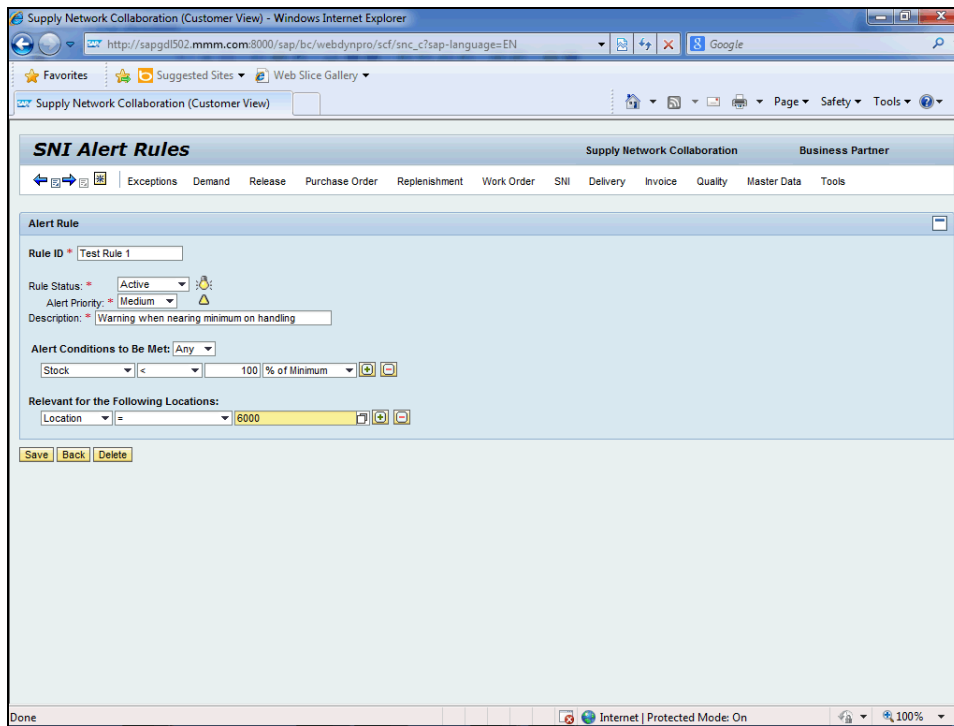 Supply Network Collaboration (Customer View) - Windows Internet Explorer
http://sapgdl502.mmm.com:8000/sap/bc/webdynpro/scf/snc_c?sap-language=EN
Google
Favorites Suggested Sites Web Slice Gallery
Supply Network Collaboration (Customer View) Page Safety Tools
SNI Alert Rules Supply Network Collaboration Business Partner
Exceptions Demand Release Purchase Order Replenishment Work Order SNI Delivery Invoice Quality Master Data Tools
Alert Rule
Rule ID * Test Rule 1
Rule Status: * Active
Alert Priority: * Medium
Description: * Warning when nearing minimum on handling
Alert Conditions to Be Met: Any
Stock < 100 % of Minimum
Relevant for the Following Locations:
Location = 6000
Save Back Delete
Done Internet | Protected Mode: On 100%